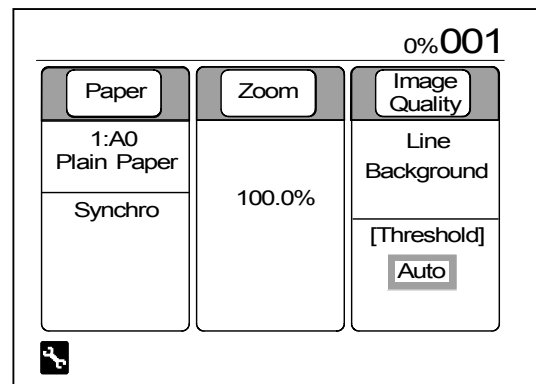 0%001
Paper
1:A0
Plain Paper
Synchro
Zoom
100.0%
Image
Quality
Line
Background
[Threshold]
Auto